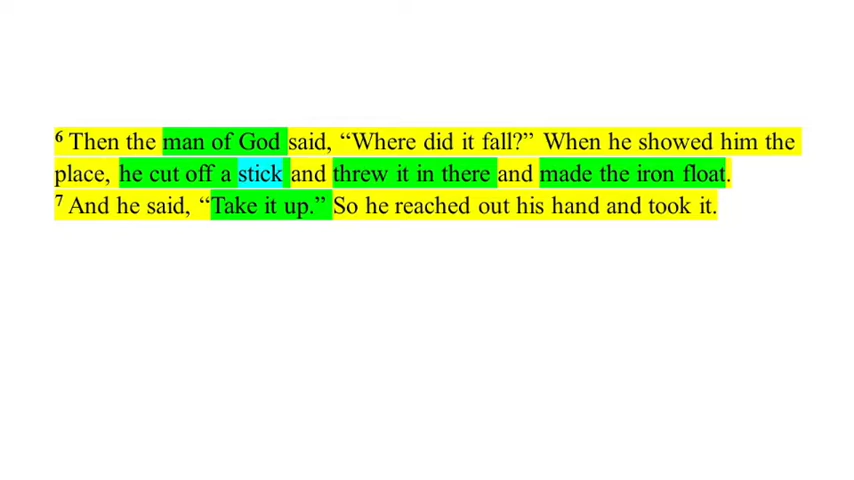 6 Then the man of God said, “Where did it fall?” When he showed him the
place, he cut off a stick and threw it in there and made the iron float.
7 And he said, “Take it up.” So he reached out his hand and took it.